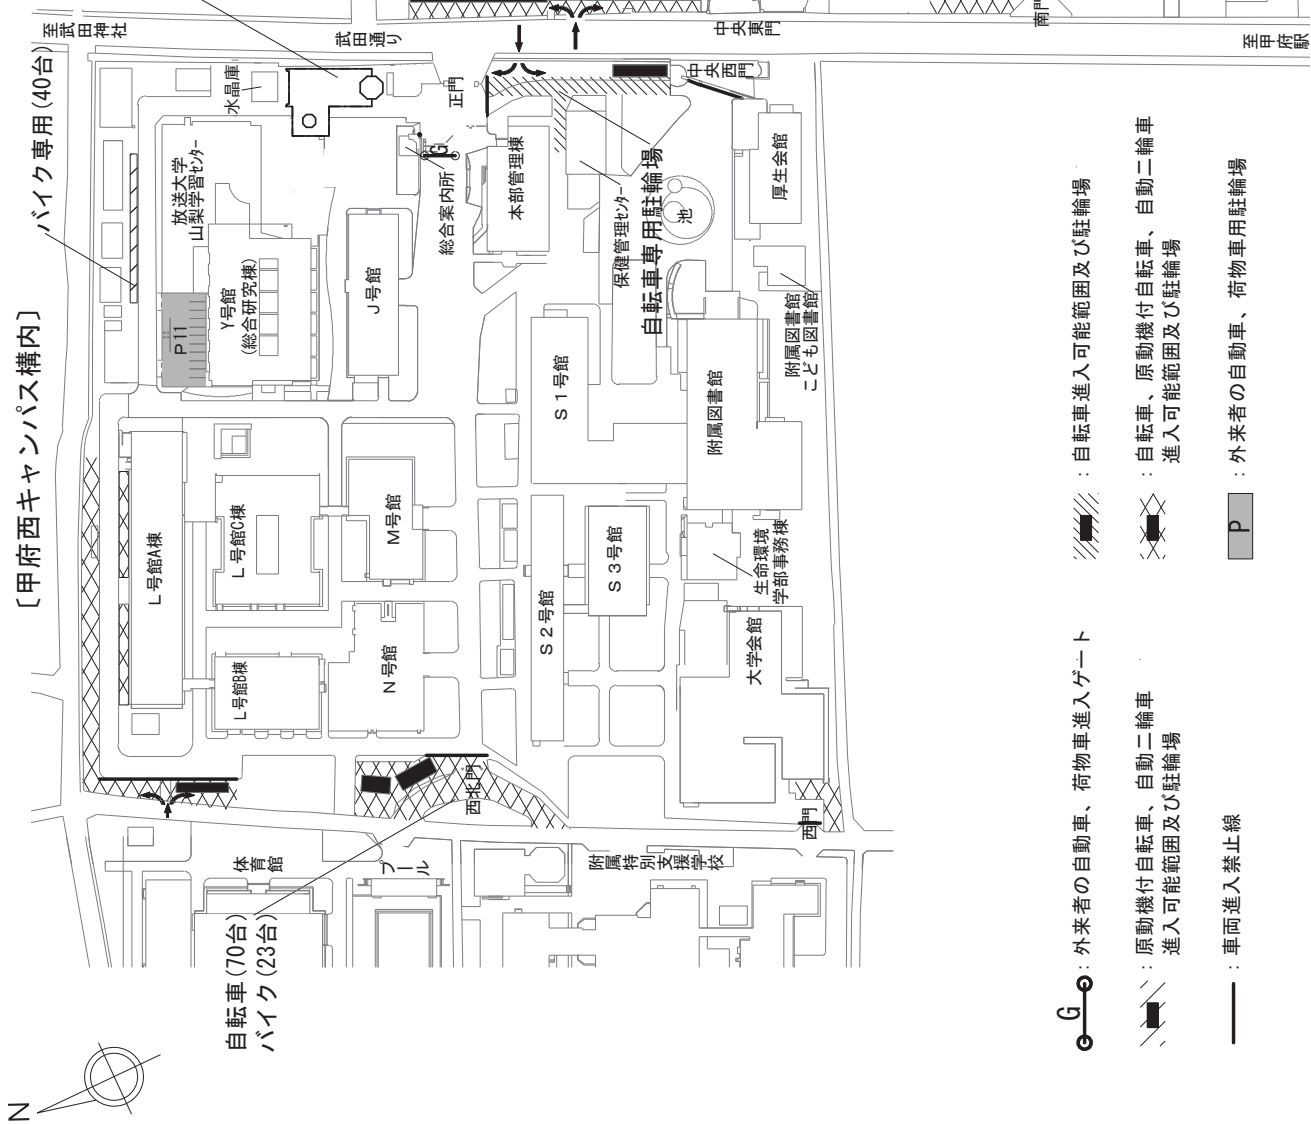 [甲府西キャンパス構内]
バイク専用(40台)
至武田神社
武田通り
水晶庫
正門
中央東門
中央西門
南門
至甲府駅
放送大学
山梨学習センター
P11
Y号館
(総合研究棟)
J号館
総合案内所
G
本部管理棟
保健管理センター
自転車専用駐輪場
池
厚生会館
附属図書館
こども図書館
附属図書館
S1号館
S2号館
S3号館
生命環境
学部事務棟
大学会館
L号館A棟
L号館C棟
L号館B棟
M号館
N号館
西北門
西門
体育館
プール
附属特別支援学校
自転車(70台)
バイク(23台)
N
G
:外来者の自動車、荷物車進入ゲート
:原動機付自転車、自動二輪車
進入可能範囲及び駐輪場
:車両進入禁止線
:自転車進入可能範囲及び駐輪場
:自転車、原動機付自転車、自動二輪車
進入可能範囲及び駐輪場
P
:外来者の自動車、荷物車用駐輪場